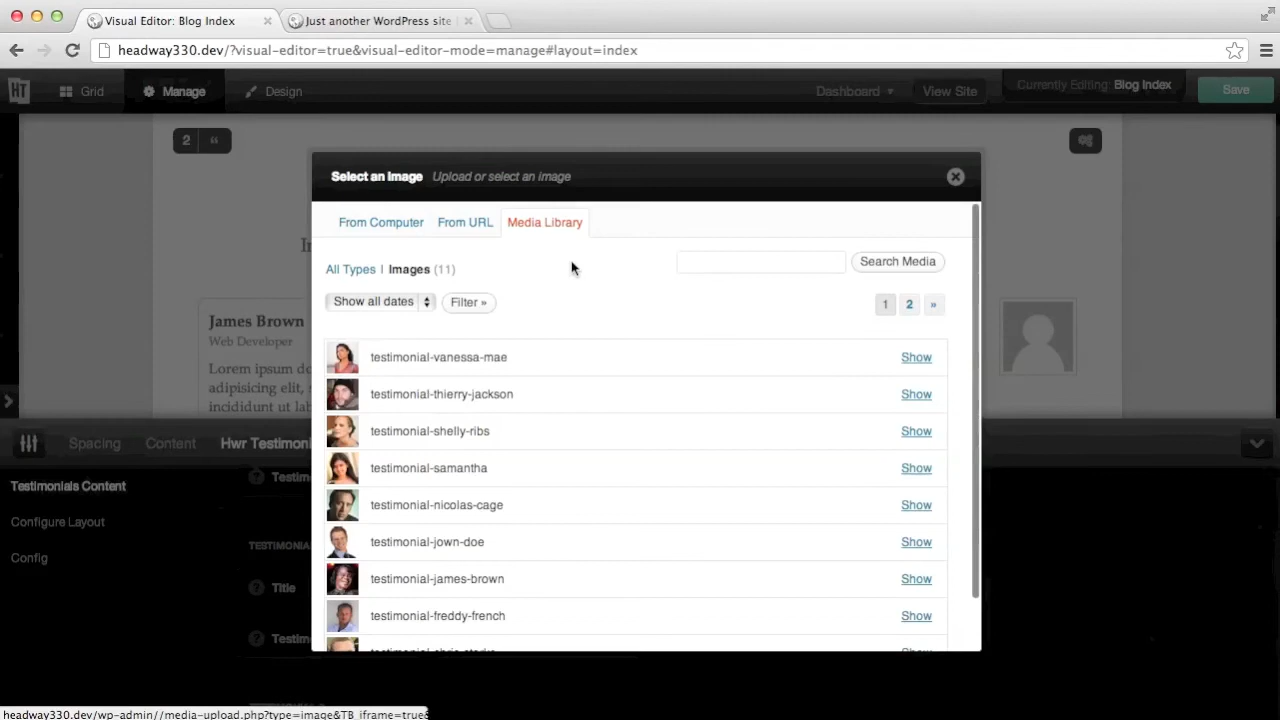 Visual Editor: Blog Index
Just another WordPress site
headway330.dev/?visual-editor=true&visual-editor-mode=manage#layout=index
HT Grid Manage Design Dashboard View Site Currently Editing: Blog Index Save
2 “
Select an Image Upload or select an image
From Computer From URL Media Library
All Types | Images (11) Search Media
Show all dates Filter » 1 2 »
James Brown
Web Developer
Lorem ipsum do
adipisicing elit, s
incididunt ut lab
testimonial-vanessa-mae Show
testimonial-thierry-jackson Show
testimonial-shelly-ribs Show
testimonial-samantha Show
testimonial-nicolas-cage Show
testimonial-jown-doe Show
testimonial-james-brown Show
testimonial-freddy-french Show
Spacing Content Hwr Testimoni
Testimonials Content
Configure Layout
Config
? Testim
TESTIMONIA
? Title
? Testim
headway330.dev/wp-admin//media-upload.php?type=image&TB_iframe=true&